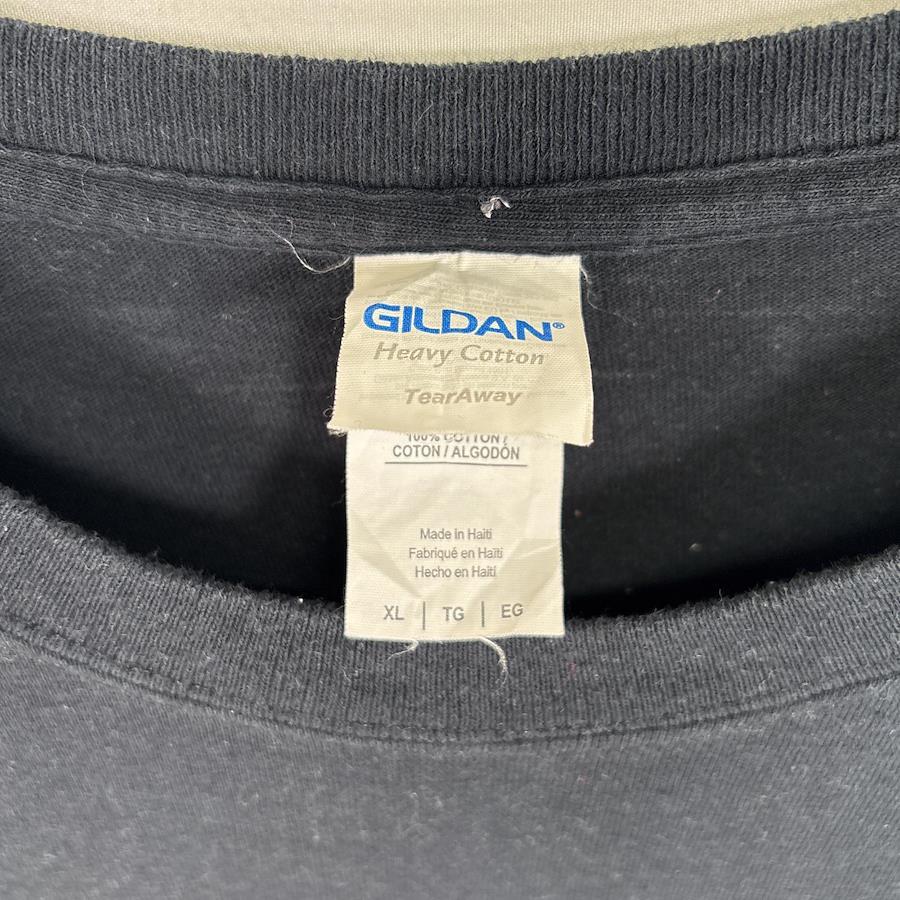 GILDAN®
Heavy Cotton
TearAway
100% COTTON /
COTON / ALGODÓN
Made in Haiti
Fabriqué en Haïti
Hecho en Haití
XL | TG | EG